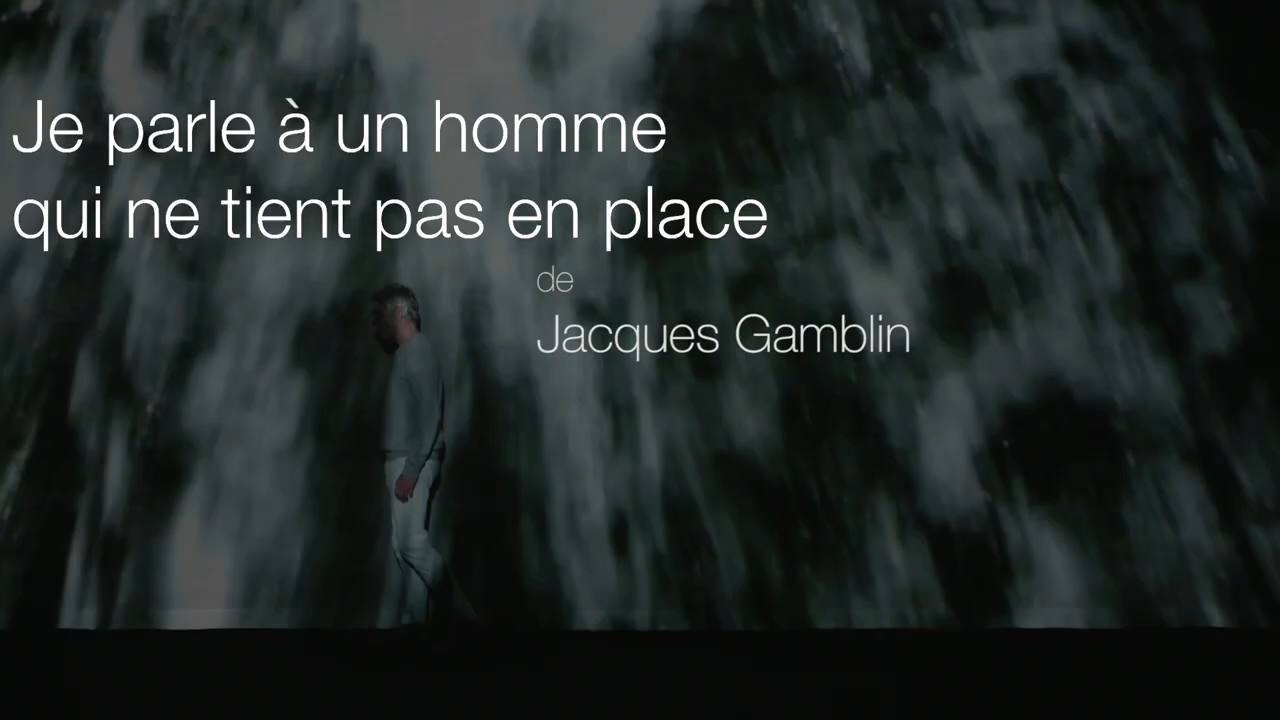 Je parle à un homme
qui ne tient pas en place
de
Jacques Gamblin